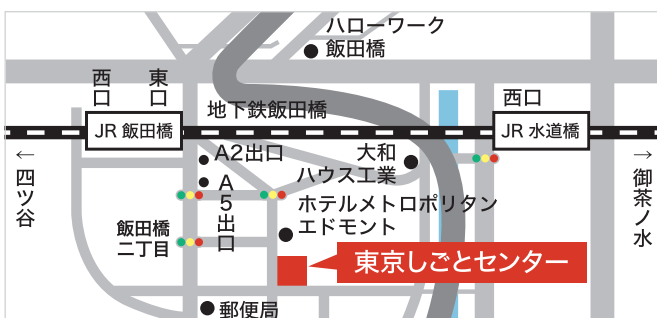 ハローワーク
飯田橋
西口
東口
地下鉄飯田橋
西口
JR 飯田橋
JR 水道橋
← 四ツ谷
A2出口
A5出口
大和
ハウス工業
→ 御茶ノ水
ホテルメトロポリタン
エドモント
飯田橋
二丁目
東京しごとセンター
郵便局